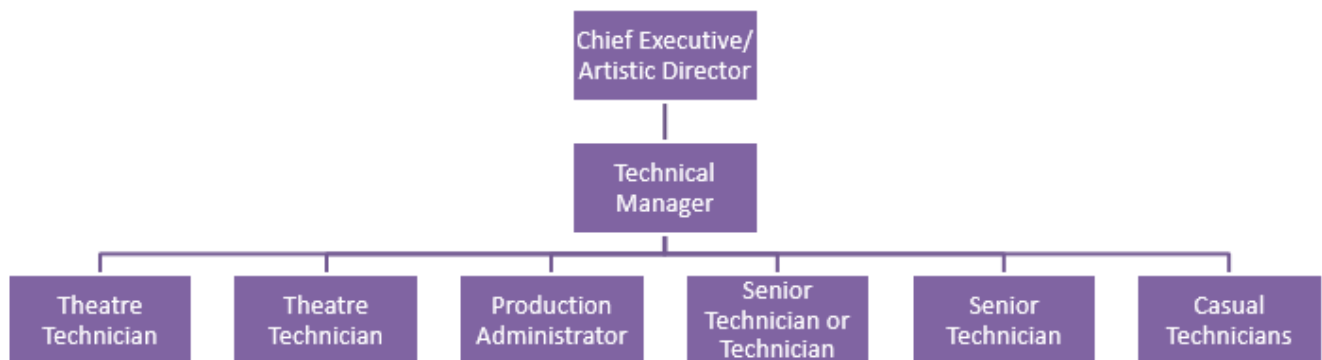 Chief Executive/
Artistic Director
Technical
Manager
Theatre
Technician
Theatre
Technician
Production
Administrator
Senior
Technician or
Technician
Senior
Technician
Casual
Technicians